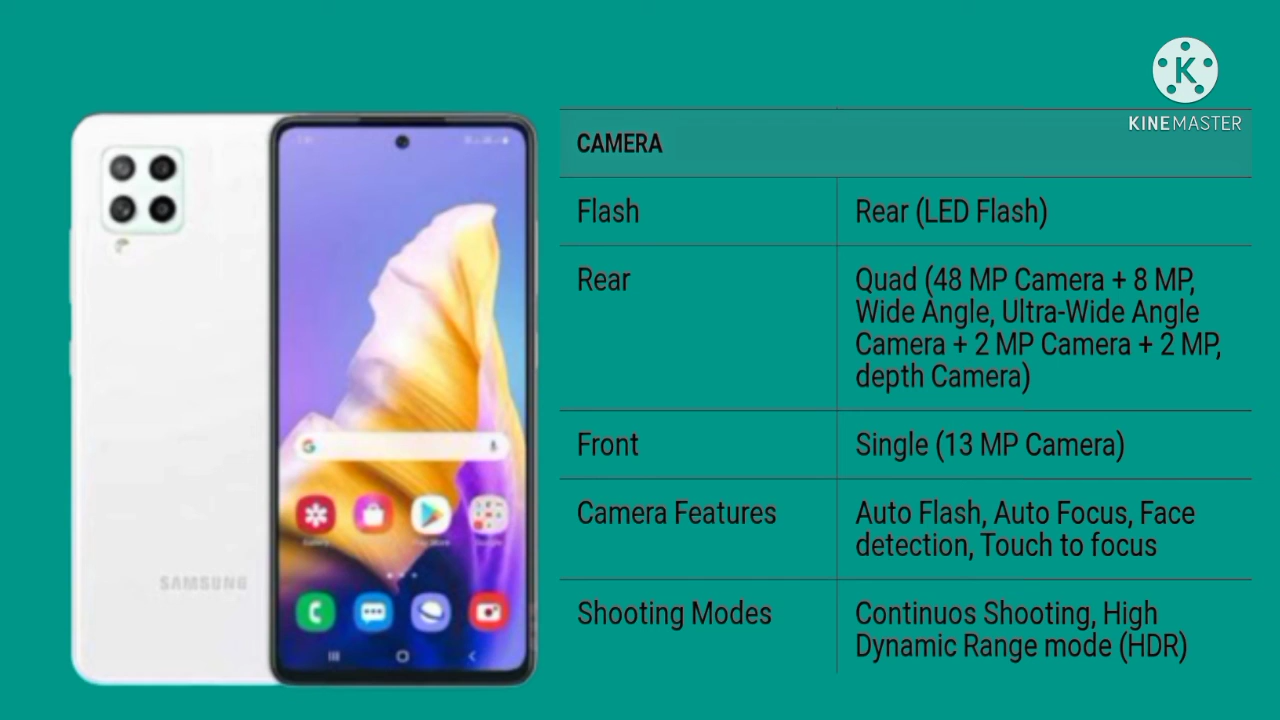 K
KINEMASTER
CAMERA
Flash
Rear (LED Flash)
Rear
Quad (48 MP Camera + 8 MP,
Wide Angle, Ultra-Wide Angle
Camera + 2 MP Camera + 2 MP,
depth Camera)
Front
Single (13 MP Camera)
Camera Features
Auto Flash, Auto Focus, Face
detection, Touch to focus
Shooting Modes
Continuos Shooting, High
Dynamic Range mode (HDR)
SAMSUNG
G